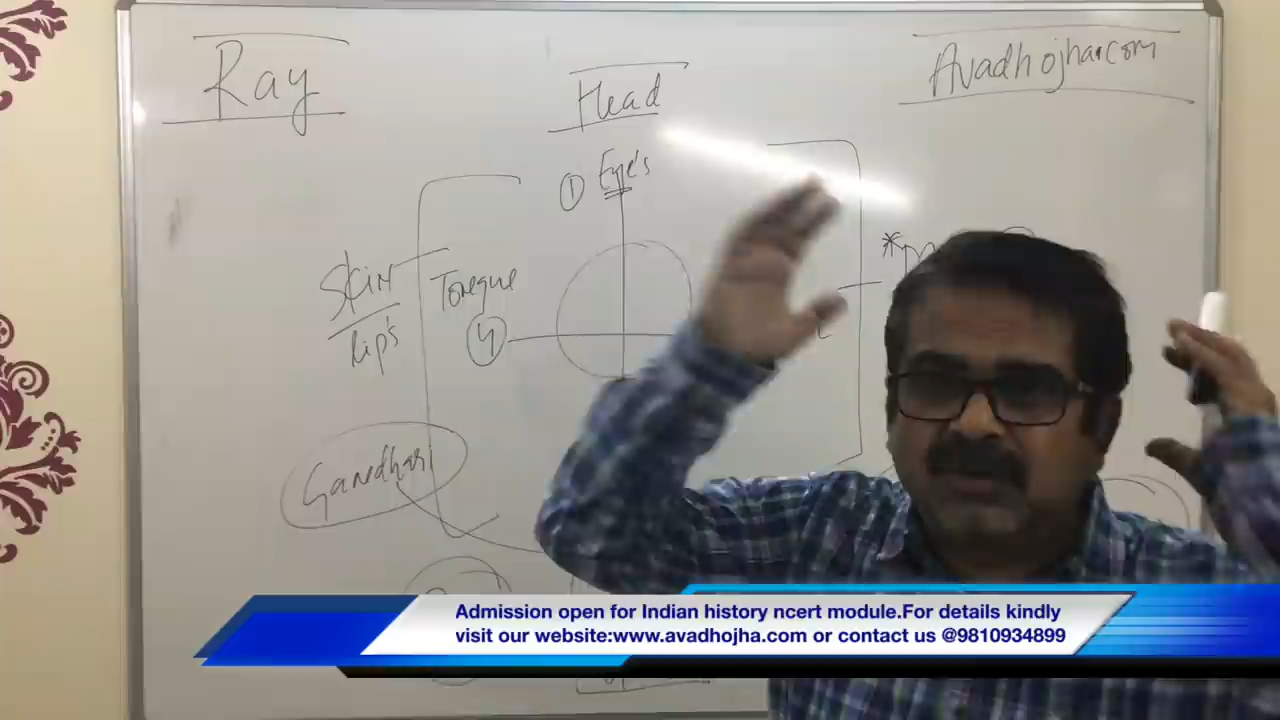 Ray
Head
Avadhojha.com
① Eye's
Skin
Lip's
Torgue
④
Gandhari
Admission open for Indian history ncert module.For details kindly
visit our website:www.avadhojha.com or contact us @9810934899